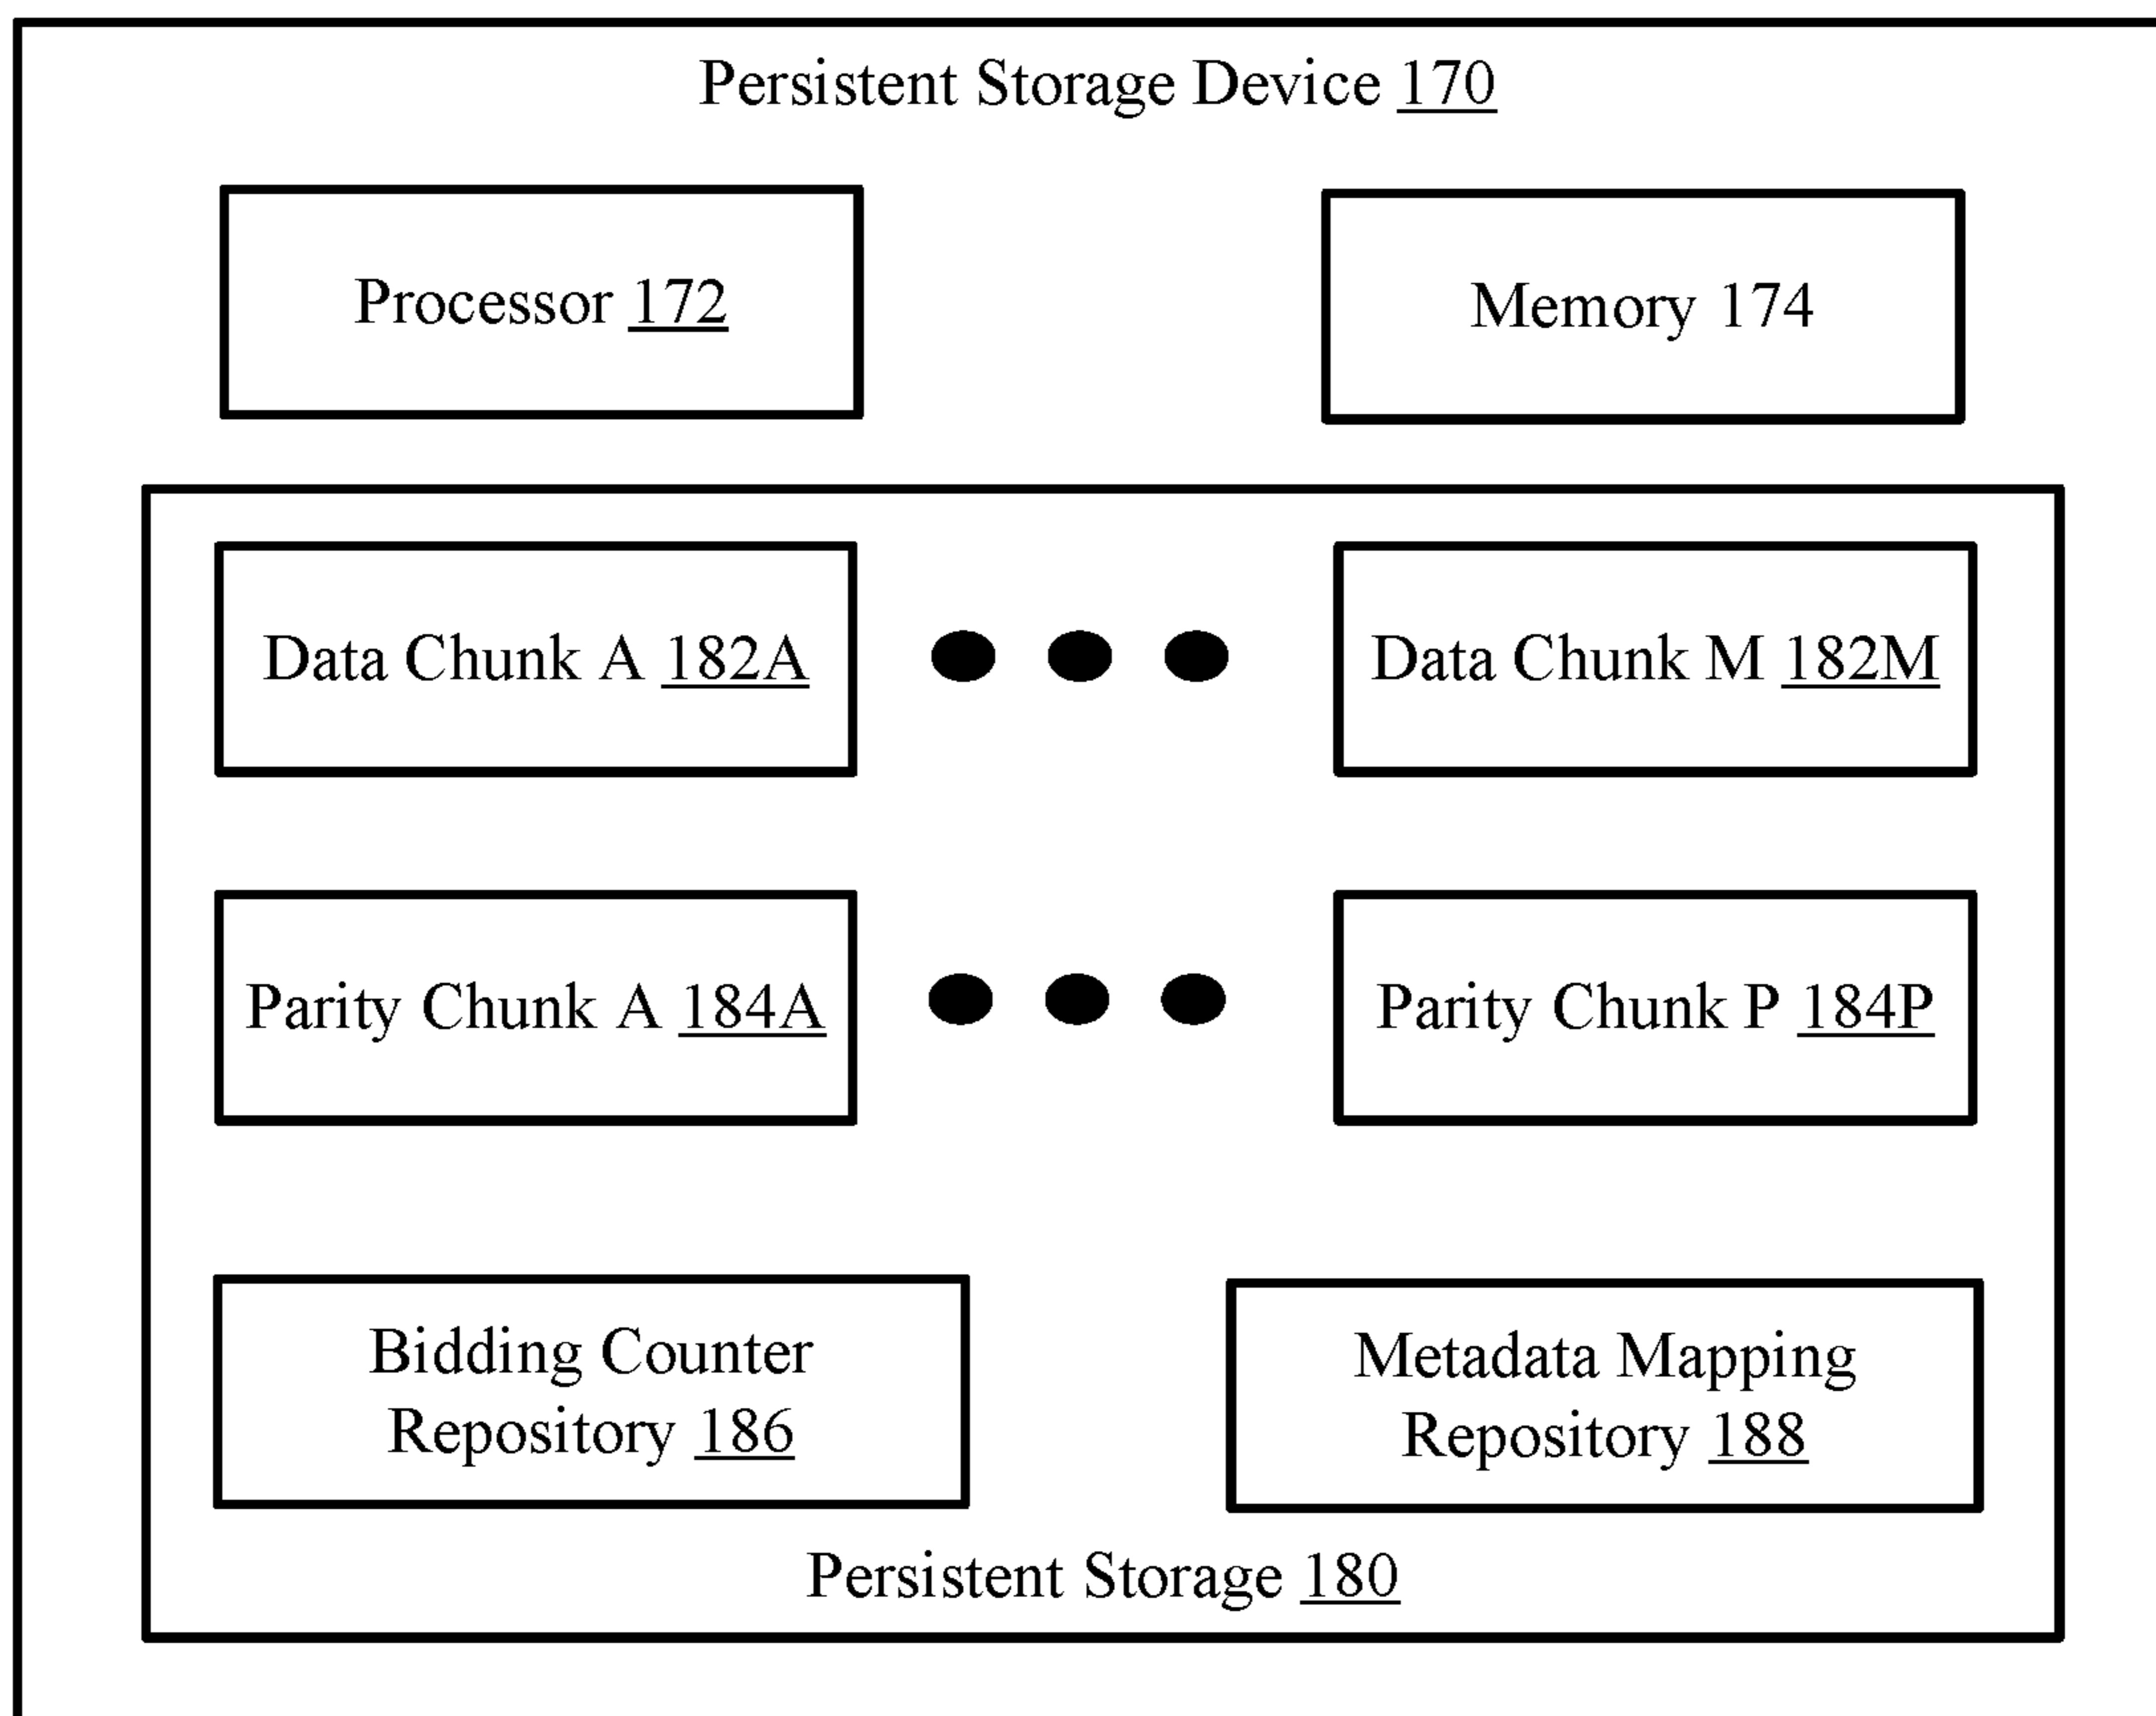 Persistent Storage Device 170
Processor 172
Memory 174
Data Chunk A 182A
Data Chunk M 182M
Parity Chunk A 184A
Parity Chunk P 184P
Bidding Counter
Repository 186
Metadata Mapping
Repository 188
Persistent Storage 180